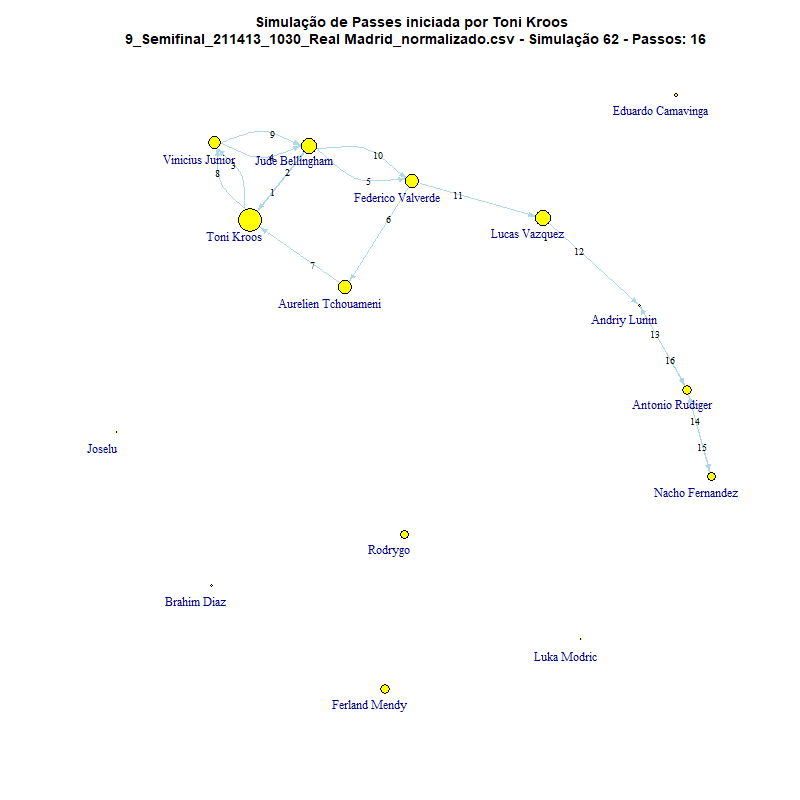 Simulação de Passes iniciada por Toni Kroos
9_Semifinal_211413_1030_Real Madrid_normalizado.csv - Simulação 62 - Passos: 16
Eduardo Camavinga
9
10
Vinicius Junior
3
4
Jude Bellingham
8
2
5
1
Federico Valverde
11
6
Toni Kroos
Lucas Vazquez
12
7
Aurelien Tchouameni
Andriy Lunin
13
16
Antonio Rudiger
14
Joselu
15
Nacho Fernandez
Rodrygo
Brahim Diaz
Luka Modric
Ferland Mendy